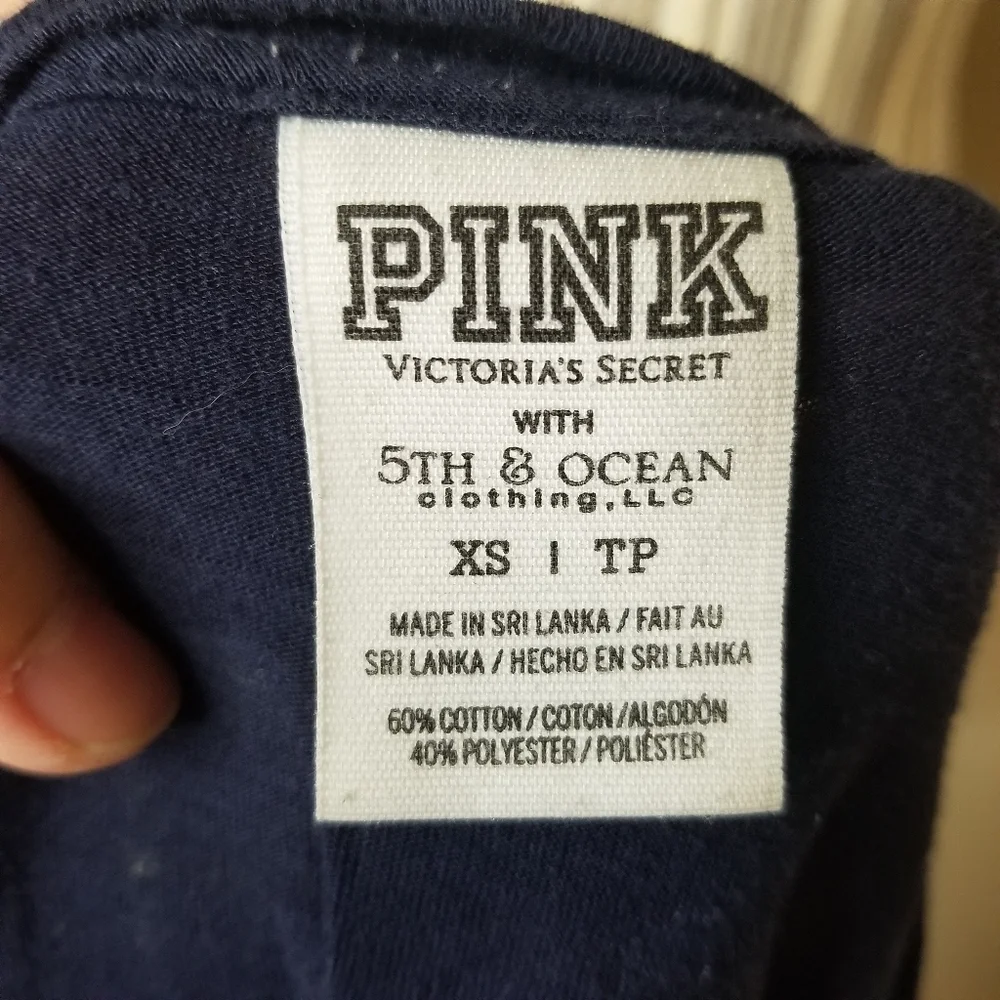 PINK
VICTORIA'S SECRET
WITH
5TH & OCEAN
clothing, LLC
XS | TP
MADE IN SRI LANKA / FAIT AU
SRI LANKA / HECHO EN SRI LANKA
60% COTTON / COTON / ALGODÓN
40% POLYESTER / POLIÉSTER